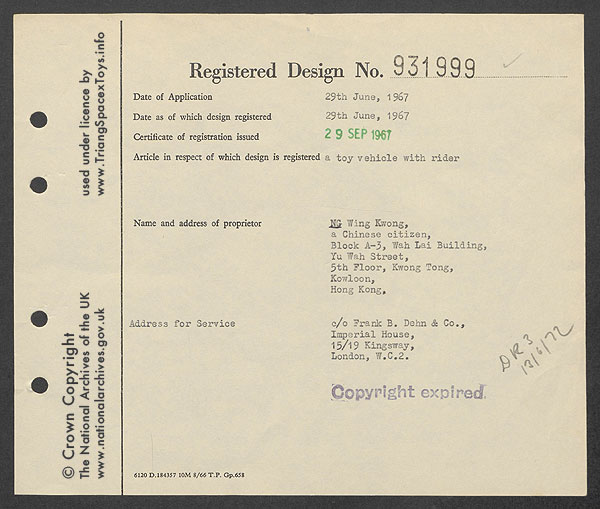 Registered Design No. 931999
Date of Application 29th June, 1967
Date as of which design registered 29th June, 1967
Certificate of registration issued 29 SEP 1967
Article in respect of which design is registered a toy vehicle with rider
Name and address of proprietor NG Wing Kwong,
a Chinese citizen,
Block A-3, Wah Lai Building,
Yu Wah Street,
5th Floor, Kwong Tong,
Kowloon,
Hong Kong,
Address for Service c/o Frank B. Dehn & Co.,
Imperial House,
15/19 Kingsway,
London, W.C.2.
DR 3
13/6/72
Copyright expired
6120 D.184357 10M 8/66 T.P. Gp.658
© Crown Copyright
The National Archives of the UK
www.nationalarchives.gov.uk
used under licence by
www.TriangSpacexToys.info